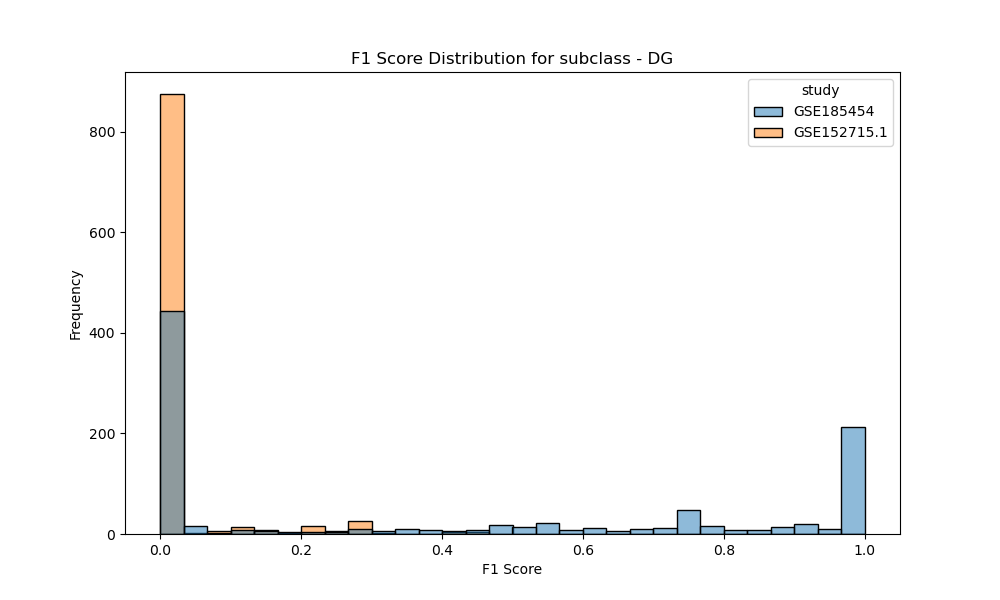 F1 Score Distribution for subclass - DG
study
GSE185454
GSE152715.1
Frequency
800
600
400
200
0
0.0 0.2 0.4 0.6 0.8 1.0
F1 Score